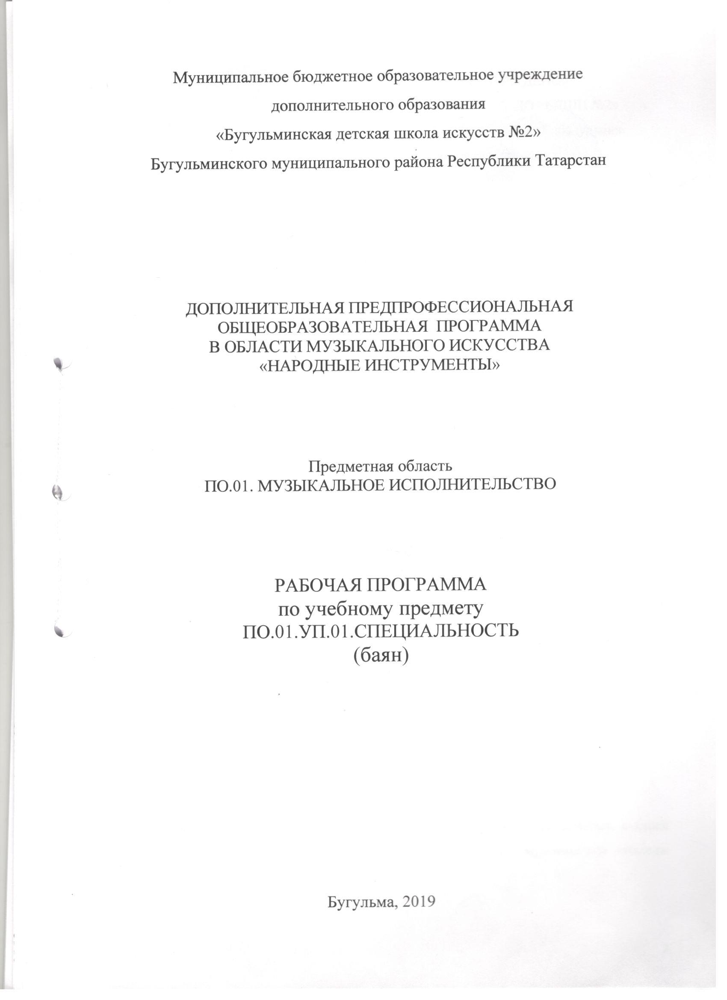 Муниципальное бюджетное образовательное учреждение
дополнительного образования
«Бугульминская детская школа искусств №2»
Бугульминского муниципального района Республики Татарстан
ДОПОЛНИТЕЛЬНАЯ ПРЕДПРОФЕССИОНАЛЬНАЯ
ОБЩЕОБРАЗОВАТЕЛЬНАЯ ПРОГРАММА
В ОБЛАСТИ МУЗЫКАЛЬНОГО ИСКУССТВА
«НАРОДНЫЕ ИНСТРУМЕНТЫ»
Предметная область
ПО.01. МУЗЫКАЛЬНОЕ ИСПОЛНИТЕЛЬСТВО
РАБОЧАЯ ПРОГРАММА
по учебному предмету
ПО.01.УП.01.СПЕЦИАЛЬНОСТЬ
(баян)
Бугульма, 2019